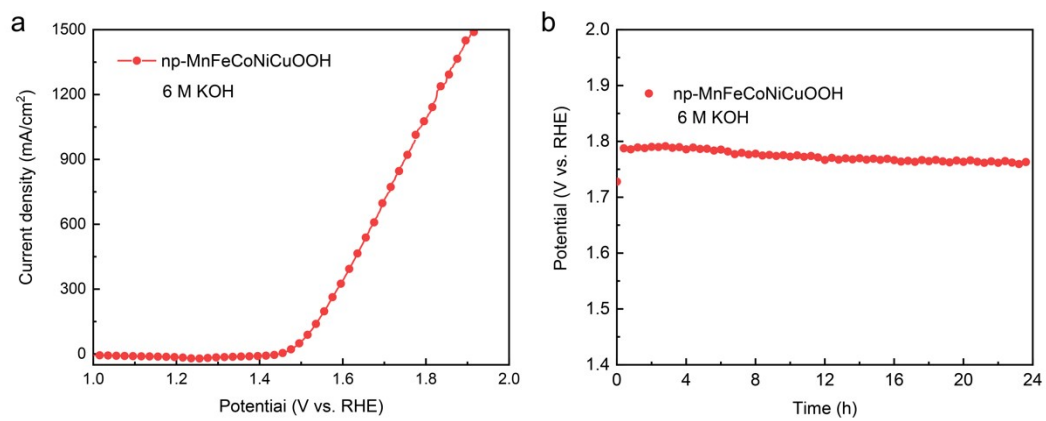 a
1500
1200
900
600
300
0
Current density (mA/cm²)
np-MnFeCoNiCuOOH
6 M KOH
1.0 1.2 1.4 1.6 1.8 2.0
Potentiai (V vs. RHE)
b
2.0
1.9
1.8
1.7
1.6
1.5
1.4
Potential (V vs. RHE)
np-MnFeCoNiCuOOH
6 M KOH
0 4 8 12 16 20 24
Time (h)